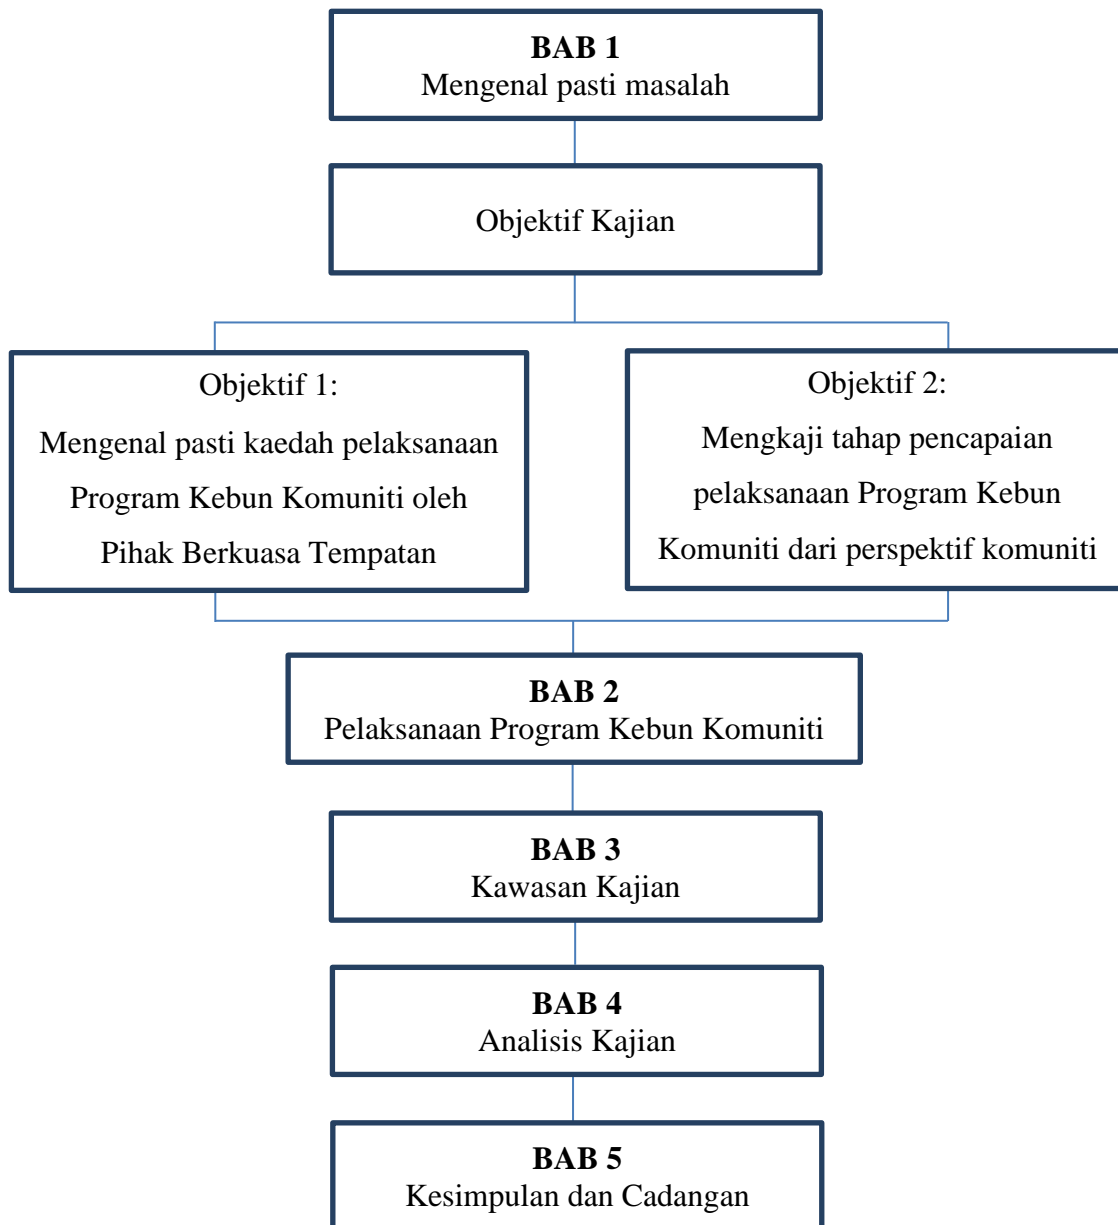 BAB 1
Mengenal pasti masalah
Objektif Kajian
Objektif 1:
Mengenal pasti kaedah pelaksanaan
Program Kebun Komuniti oleh
Pihak Berkuasa Tempatan
Objektif 2:
Mengkaji tahap pencapaian
pelaksanaan Program Kebun
Komuniti dari perspektif komuniti
BAB 2
Pelaksanaan Program Kebun Komuniti
BAB 3
Kawasan Kajian
BAB 4
Analisis Kajian
BAB 5
Kesimpulan dan Cadangan